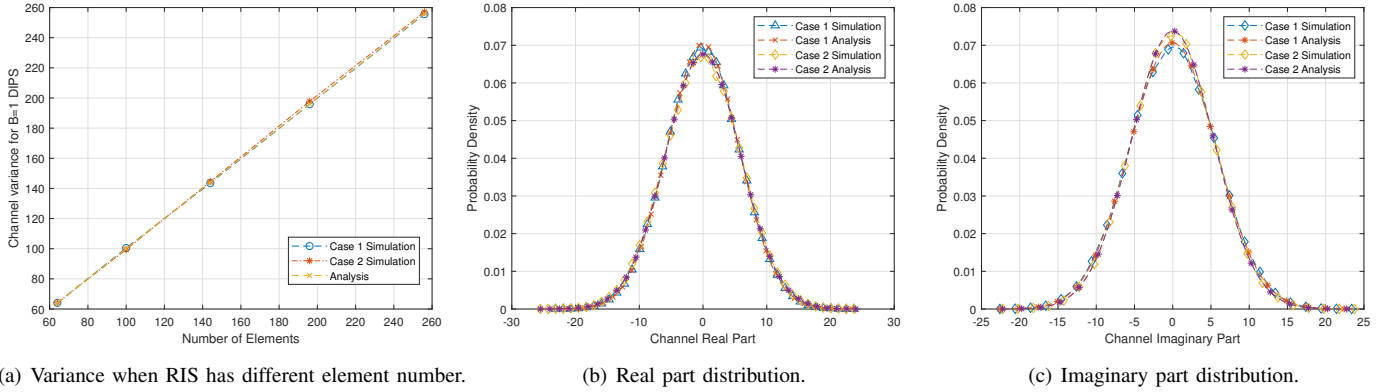 260
240
220
200
180
160
140
120
100
80
60
60 80 100 120 140 160 180 200 220 240 260
Channel variance for B=1 DIPS
Number of Elements
Case 1 Simulation
Case 2 Simulation
Analysis
(a) Variance when RIS has different element number.
0.08
0.07
0.06
0.05
0.04
0.03
0.02
0.01
0
-30 -20 -10 0 10 20 30
Probability Density
Channel Real Part
Case 1 Simulation
Case 1 Analysis
Case 2 Simulation
Case 2 Analysis
(b) Real part distribution.
0.08
0.07
0.06
0.05
0.04
0.03
0.02
0.01
0
-25 -20 -15 -10 -5 0 5 10 15 20 25
Probability Density
Channel Imaginary Part
Case 1 Simulation
Case 1 Analysis
Case 2 Simulation
Case 2 Analysis
(c) Imaginary part distribution.